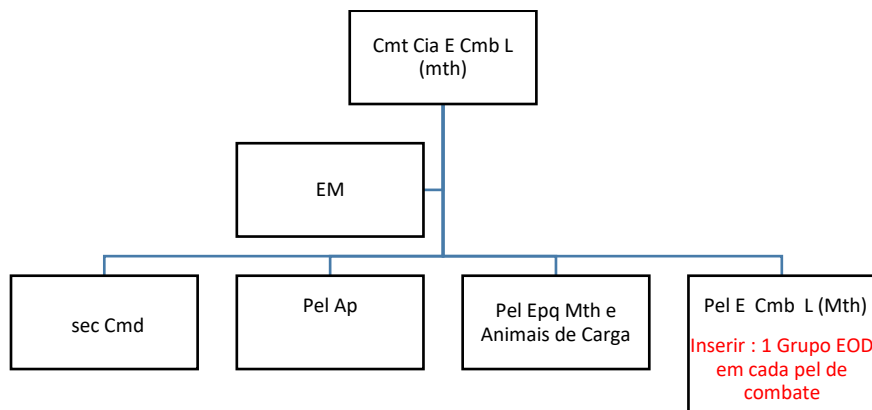 Cmt Cia E Cmb L
(mth)
EM
sec Cmd
Pel Ap
Pel Epq Mth e
Animais de Carga
Pel E Cmb L (Mth)
Inserir : 1 Grupo EOD
em cada pel de
combate